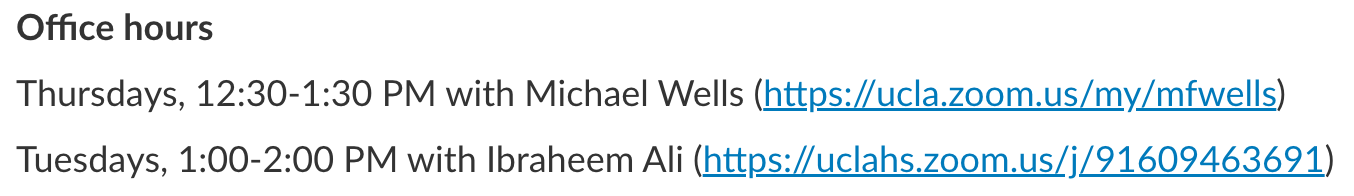 Office hours
Thursdays, 12:30-1:30 PM with Michael Wells (https://ucla.zoom.us/my/mfwells)
Tuesdays, 1:00-2:00 PM with Ibraheem Ali (https://uclahs.zoom.us/j/91609463691)